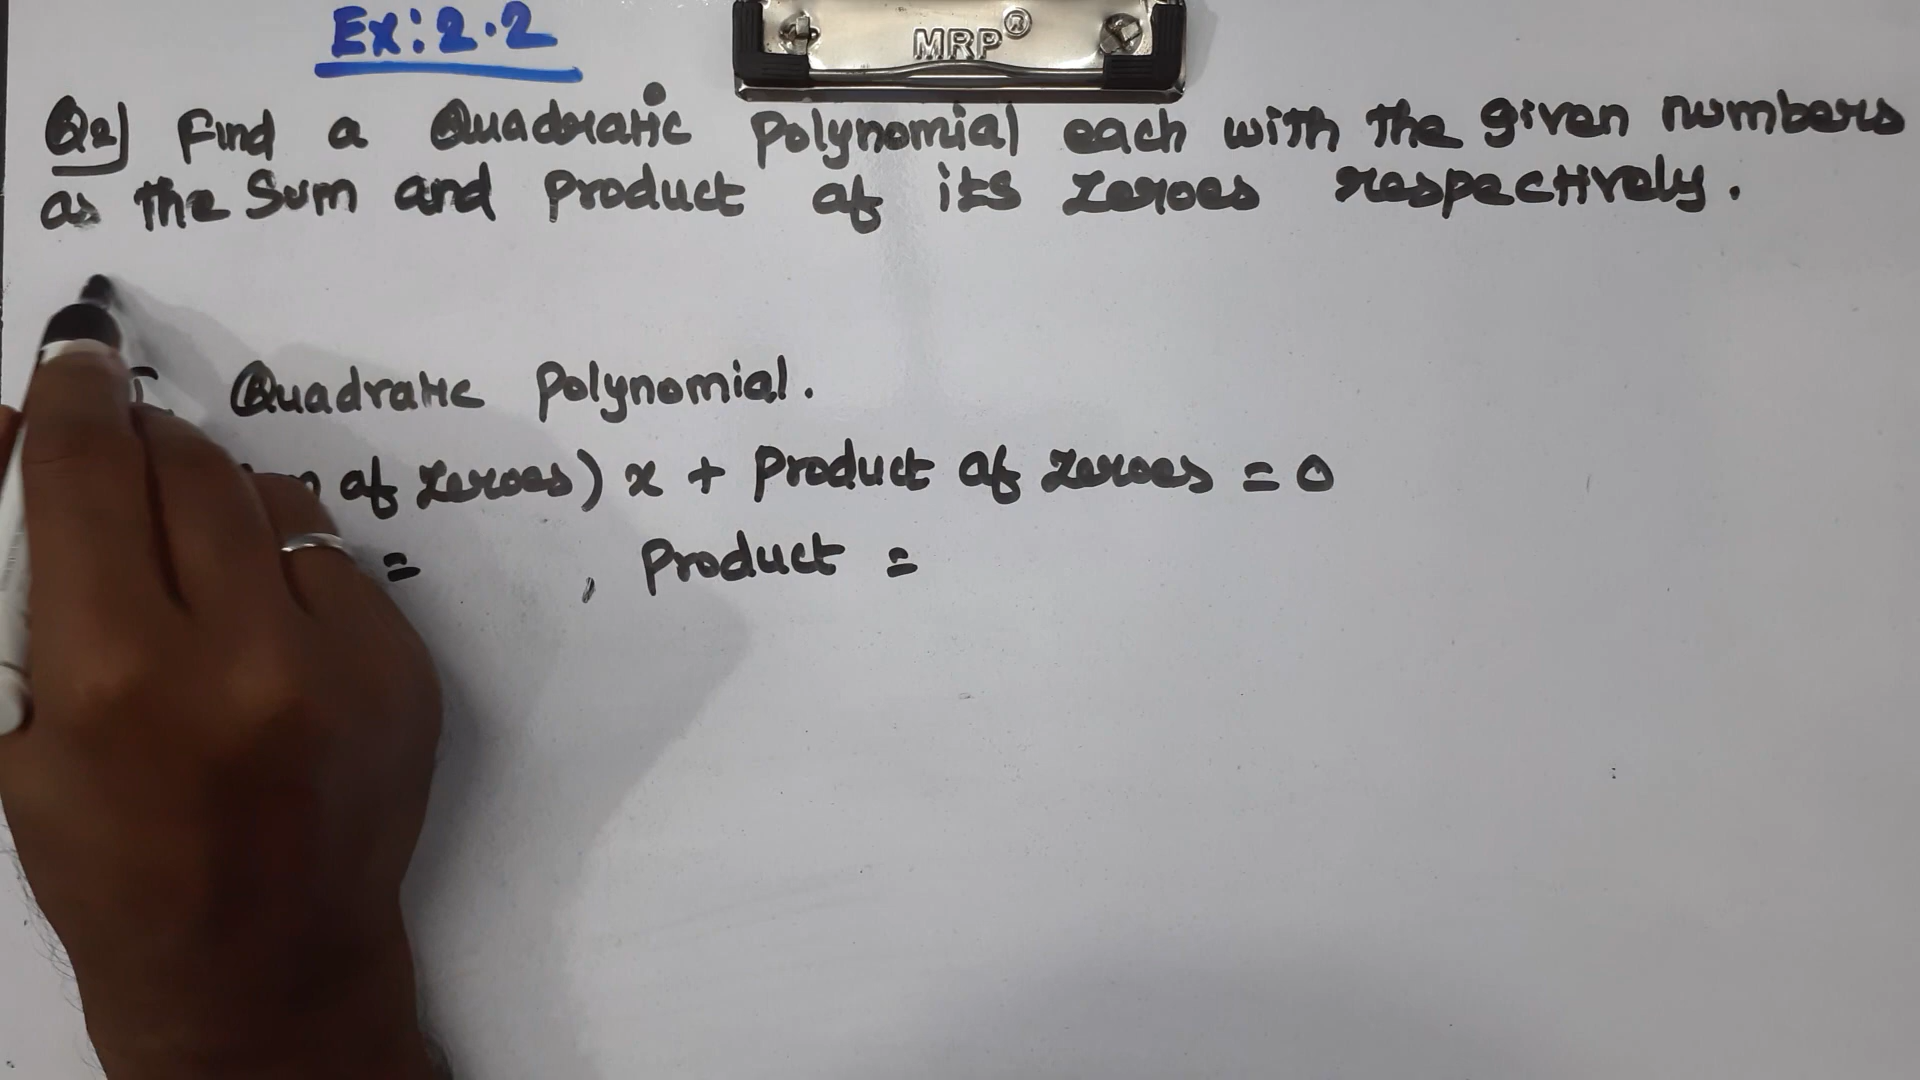 Ex: 2.2
MRP®
Q2) Find a Quadratic Polynomial each with the given numbers
as the Sum and Product of its zeroes respectively.
Quadratic Polynomial.
of zeroes) x + Product of zeroes = 0
= , Product =